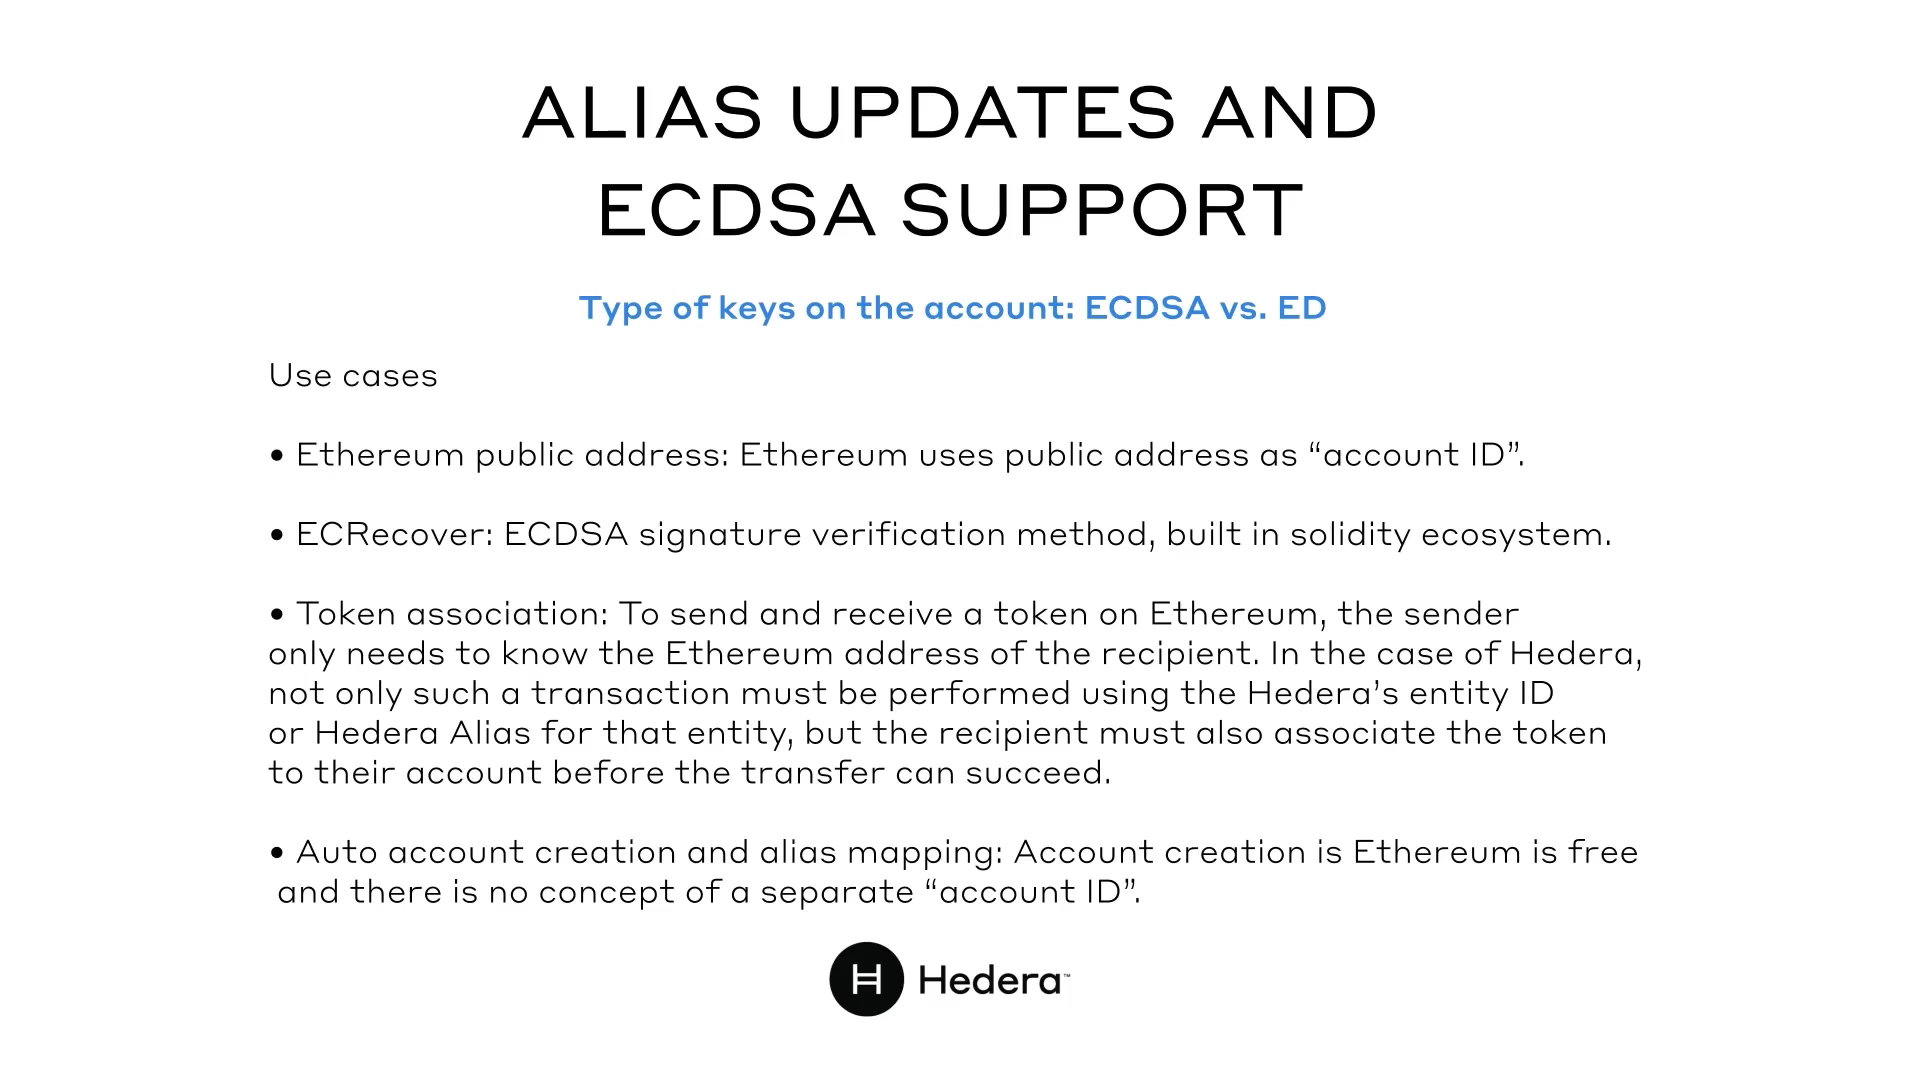 ALIAS UPDATES AND
ECDSA SUPPORT
Type of keys on the account: ECDSA vs. ED
Use cases
• Ethereum public address: Ethereum uses public address as “account ID”.
• ECRecover: ECDSA signature verification method, built in solidity ecosystem.
• Token association: To send and receive a token on Ethereum, the sender
only needs to know the Ethereum address of the recipient. In the case of Hedera,
not only such a transaction must be performed using the Hedera’s entity ID
or Hedera Alias for that entity, but the recipient must also associate the token
to their account before the transfer can succeed.
• Auto account creation and alias mapping: Account creation is Ethereum is free
and there is no concept of a separate “account ID”.
H Hedera™